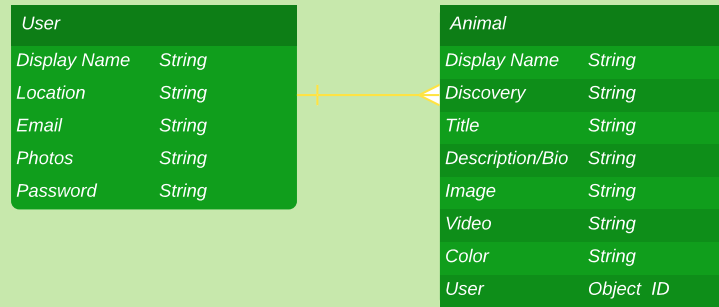 User
Display Name String
Location String
Email String
Photos String
Password String
Animal
Display Name String
Discovery String
Title String
Description/Bio String
Image String
Video String
Color String
User Object ID